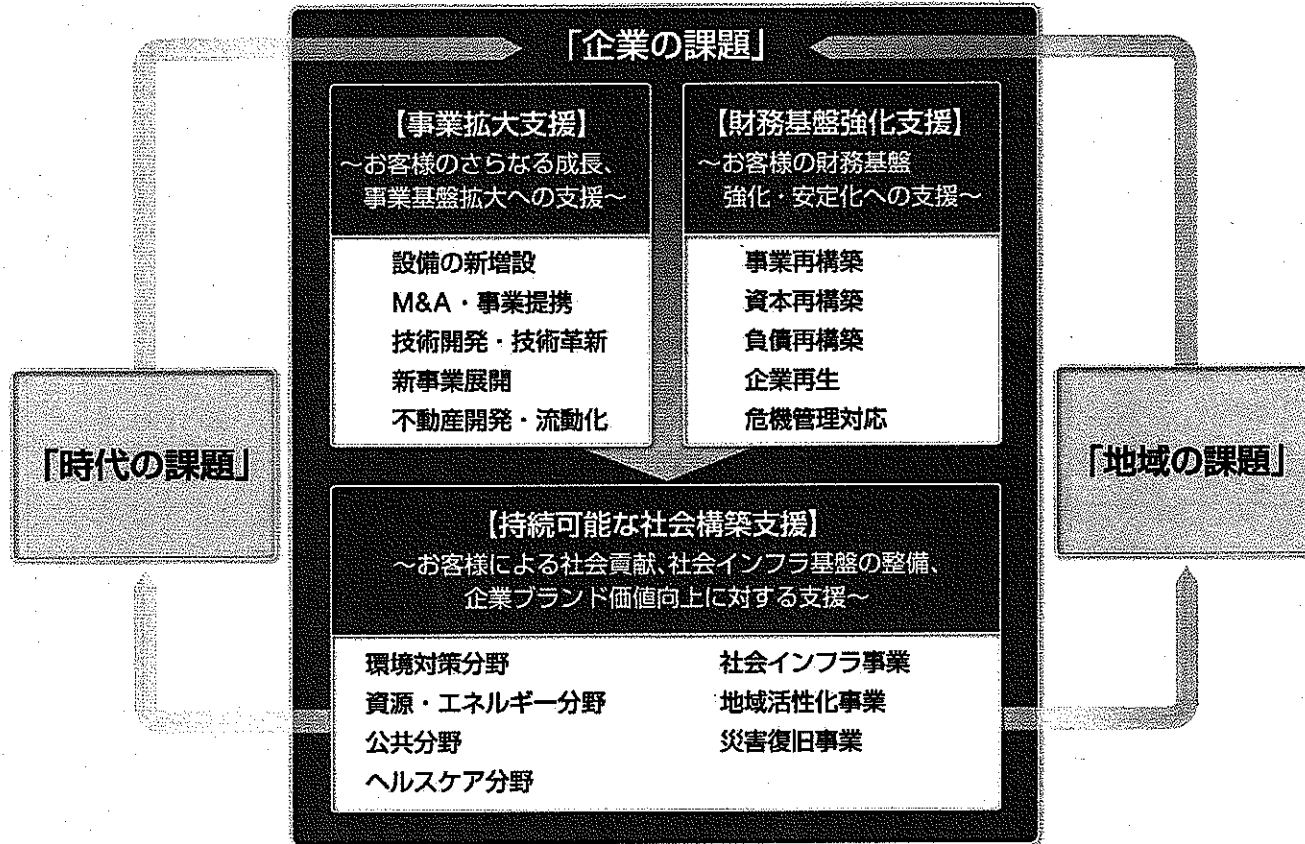 「企業の課題」
【事業拡大支援】
～お客様のさらなる成長、
事業基盤拡大への支援～
設備の新増設
M&A・事業提携
技術開発・技術革新
新事業展開
不動産開発・流動化
【財務基盤強化支援】
～お客様の財務基盤
強化・安定化への支援～
事業再構築
資本再構築
負債再構築
企業再生
危機管理対応
「時代の課題」
「地域の課題」
【持続可能な社会構築支援】
～お客様による社会貢献、社会インフラ基盤の整備、
企業ブランド価値向上に対する支援～
環境対策分野
資源・エネルギー分野
公共分野
ヘルスケア分野
社会インフラ事業
地域活性化事業
災害復旧事業